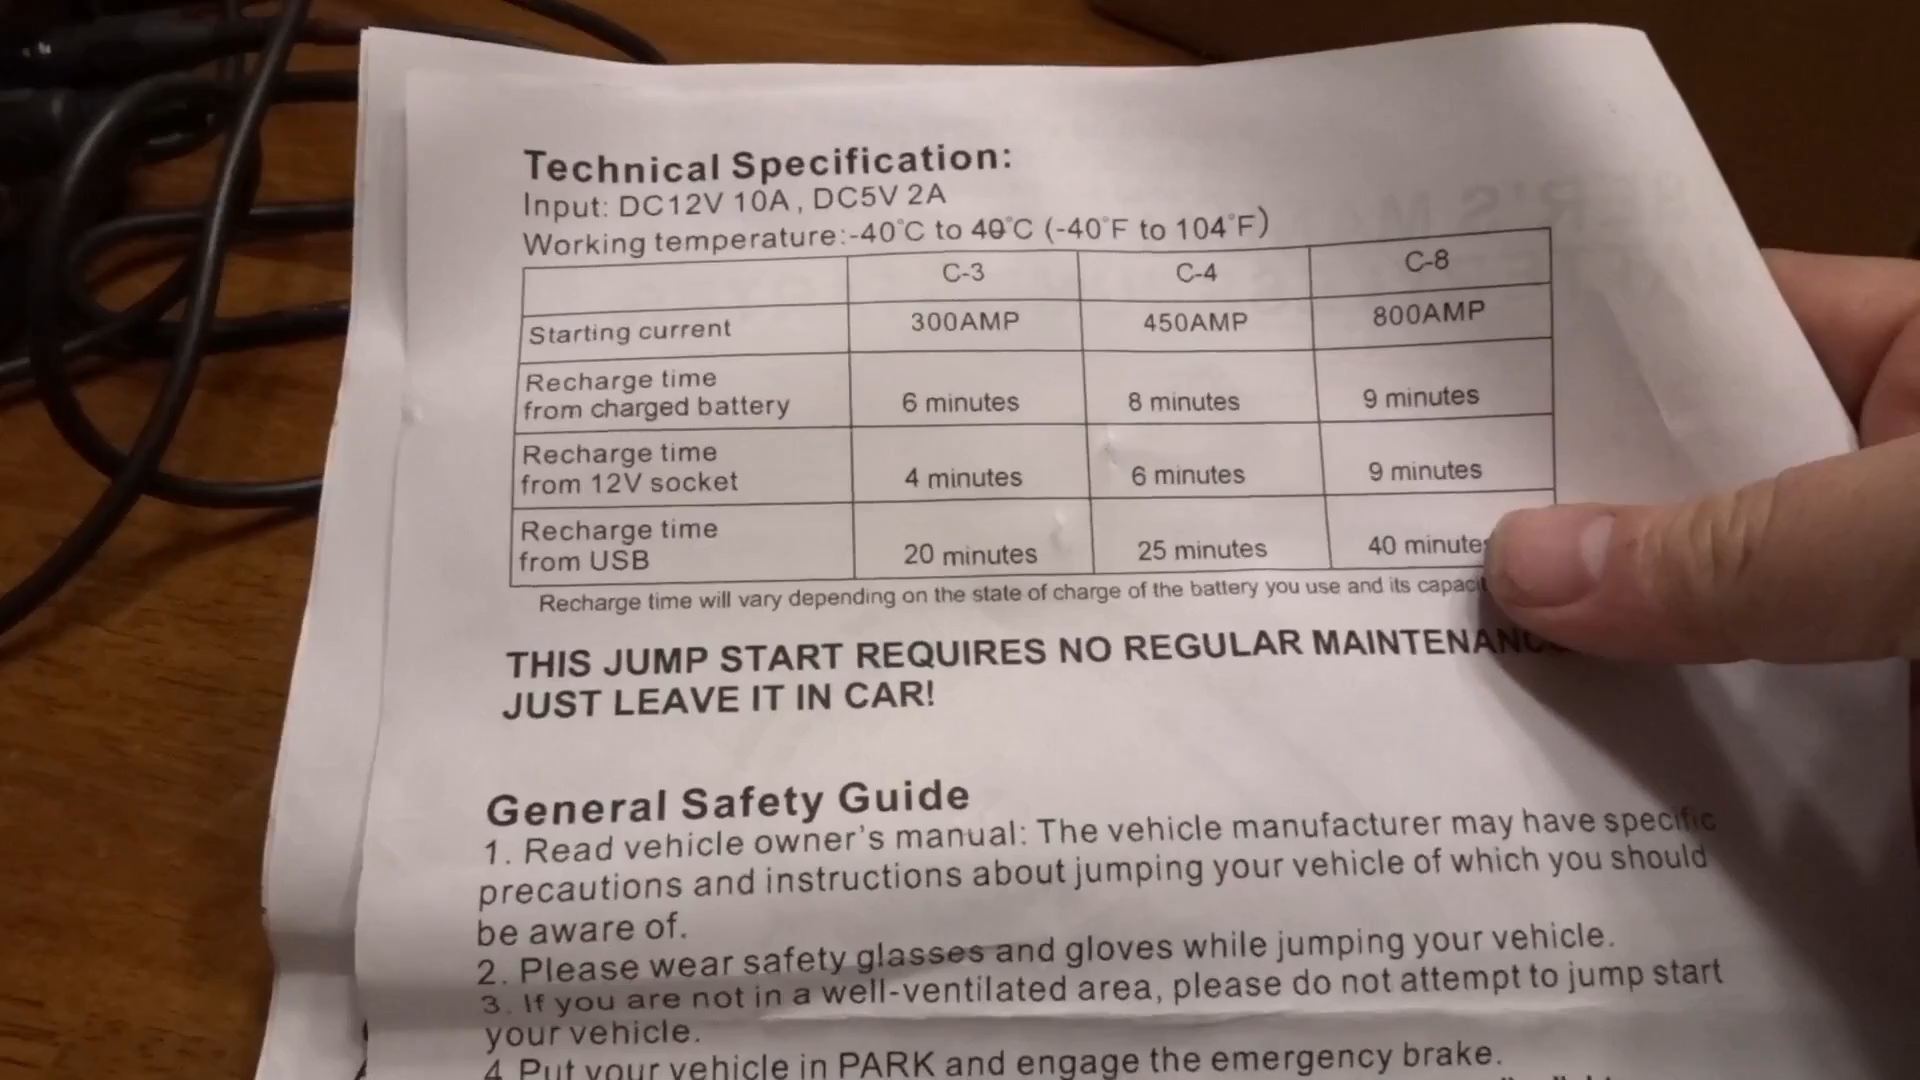 Technical Specification:
Input: DC12V 10A, DC5V 2A
Working temperature:-40°C to 40°C (-40°F to 104°F)
C-3 C-4 C-8
Starting current 300AMP 450AMP 800AMP
Recharge time
from charged battery 6 minutes 8 minutes 9 minutes
Recharge time
from 12V socket 4 minutes 6 minutes 9 minutes
Recharge time
from USB 20 minutes 25 minutes 40 minutes
Recharge time will vary depending on the state of charge of the battery you use and its
THIS JUMP START REQUIRES NO REGULAR
JUST LEAVE IT IN CAR!
General Safety Guide
1. Read vehicle owner's manual: The vehicle manufacturer may have specific
precautions and instructions about jumping your vehicle of which you should
be aware of.
2. Please wear safety glasses and gloves while jumping your vehicle.
3. If you are not in a well-ventilated area, please do not attempt to jump start
your vehicle.
4 Put your vehicle in PARK and engage the emergency brake.